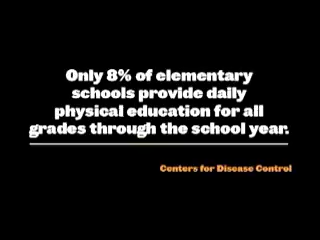 Only 8% of elementary
schools provide daily
physical education for all
grades through the school year.
Centers for Disease Control